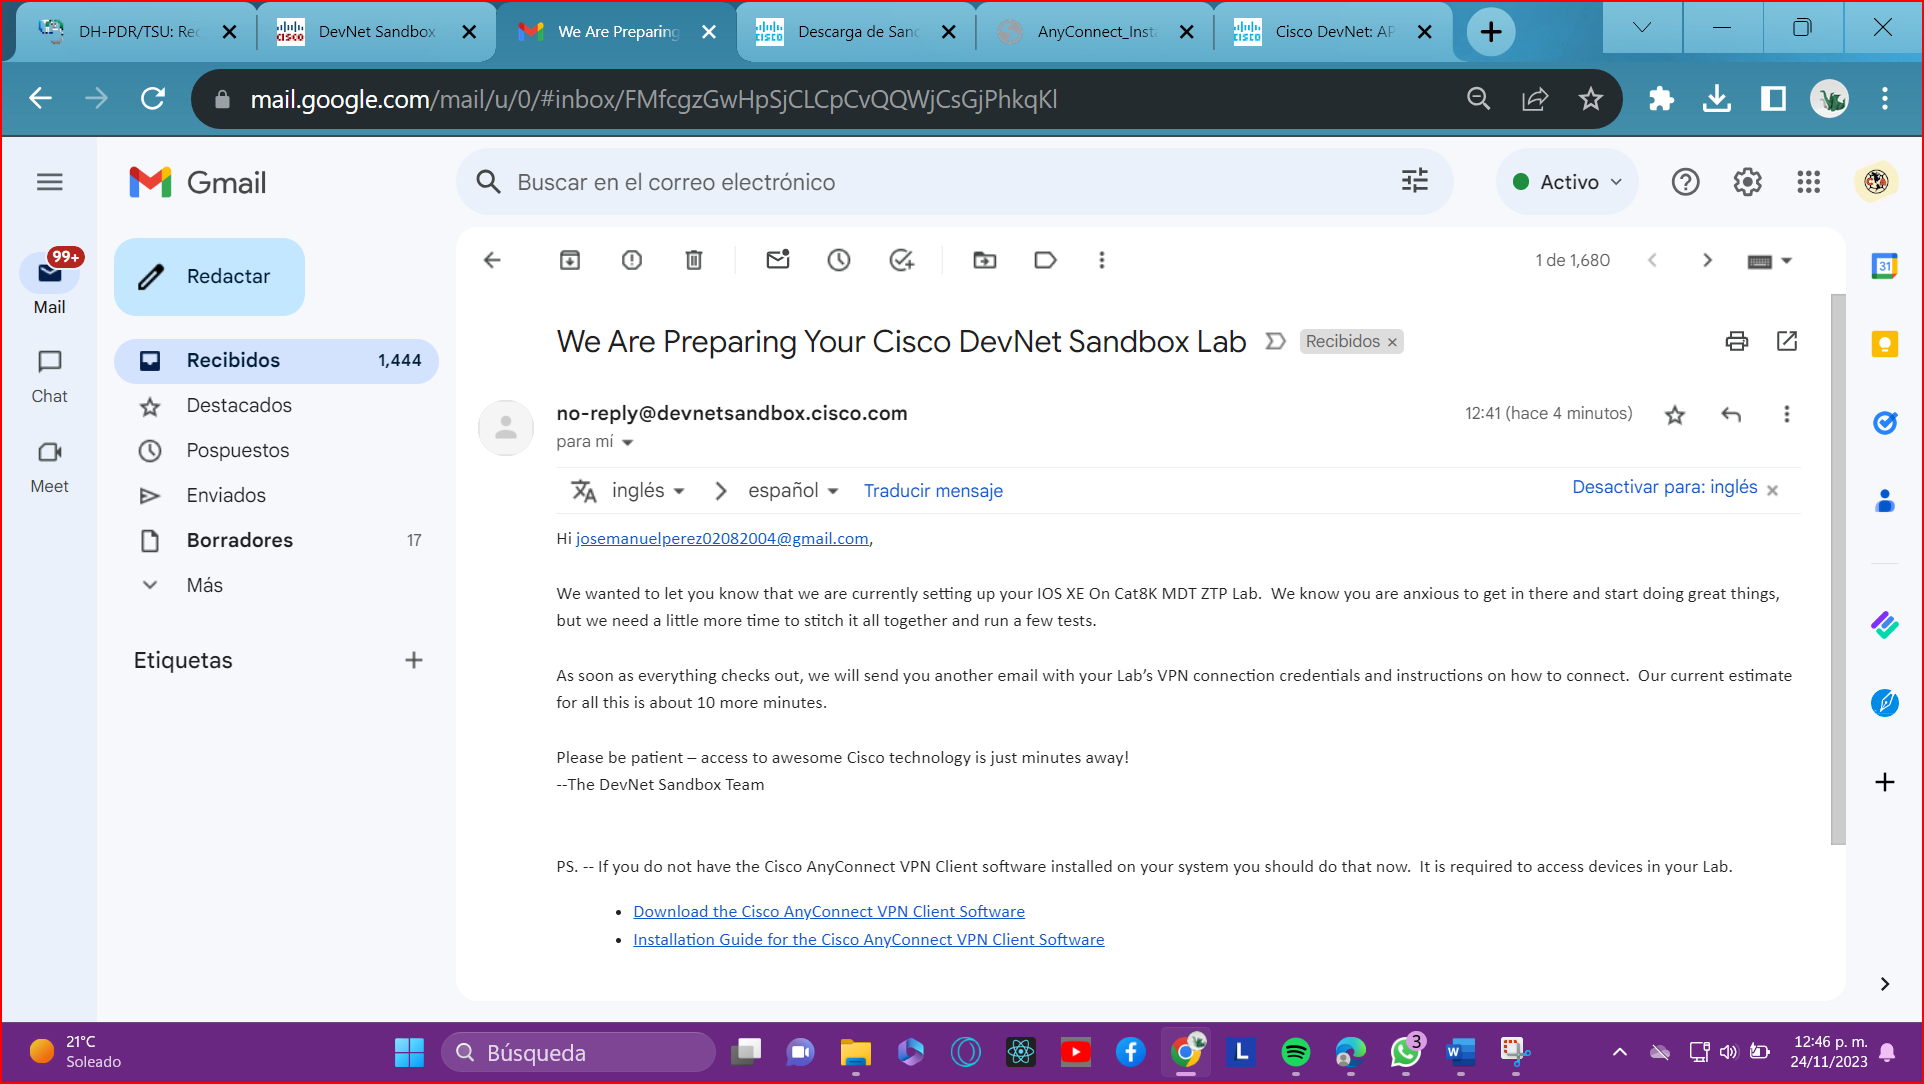 DH-PDR/TSU: Rec
DevNet Sandbox
We Are Preparing
Descarga de Sand
AnyConnect_Insta
Cisco DevNet: AP
mail.google.com/mail/u/0/#inbox/FMfcgzGwHpSjCLCpCvQQWjCsGjPhkqKl
Gmail
Buscar en el correo electrónico
Activo
99+
Mail
Chat
Meet
Redactar
Recibidos 1,444
Destacados
Pospuestos
Enviados
Borradores 17
Más
Etiquetas
1 de 1,680
31
We Are Preparing Your Cisco DevNet Sandbox Lab
Recibidos
no-reply@devnetsandbox.cisco.com
12:41 (hace 4 minutos)
para mí
inglés español Traducir mensaje
Desactivar para: inglés
Hi josemanuelperez02082004@gmail.com,
We wanted to let you know that we are currently setting up your IOS XE On Cat8K MDT ZTP Lab. We know you are anxious to get in there and start doing great things,
but we need a little more time to stitch it all together and run a few tests.
As soon as everything checks out, we will send you another email with your Lab’s VPN connection credentials and instructions on how to connect. Our current estimate
for all this is about 10 more minutes.
Please be patient – access to awesome Cisco technology is just minutes away!
--The DevNet Sandbox Team
PS. -- If you do not have the Cisco AnyConnect VPN Client software installed on your system you should do that now. It is required to access devices in your Lab.
• Download the Cisco AnyConnect VPN Client Software
• Installation Guide for the Cisco AnyConnect VPN Client Software
21°C
Soleado
Búsqueda
L
3
W
12:46 p. m.
24/11/2023